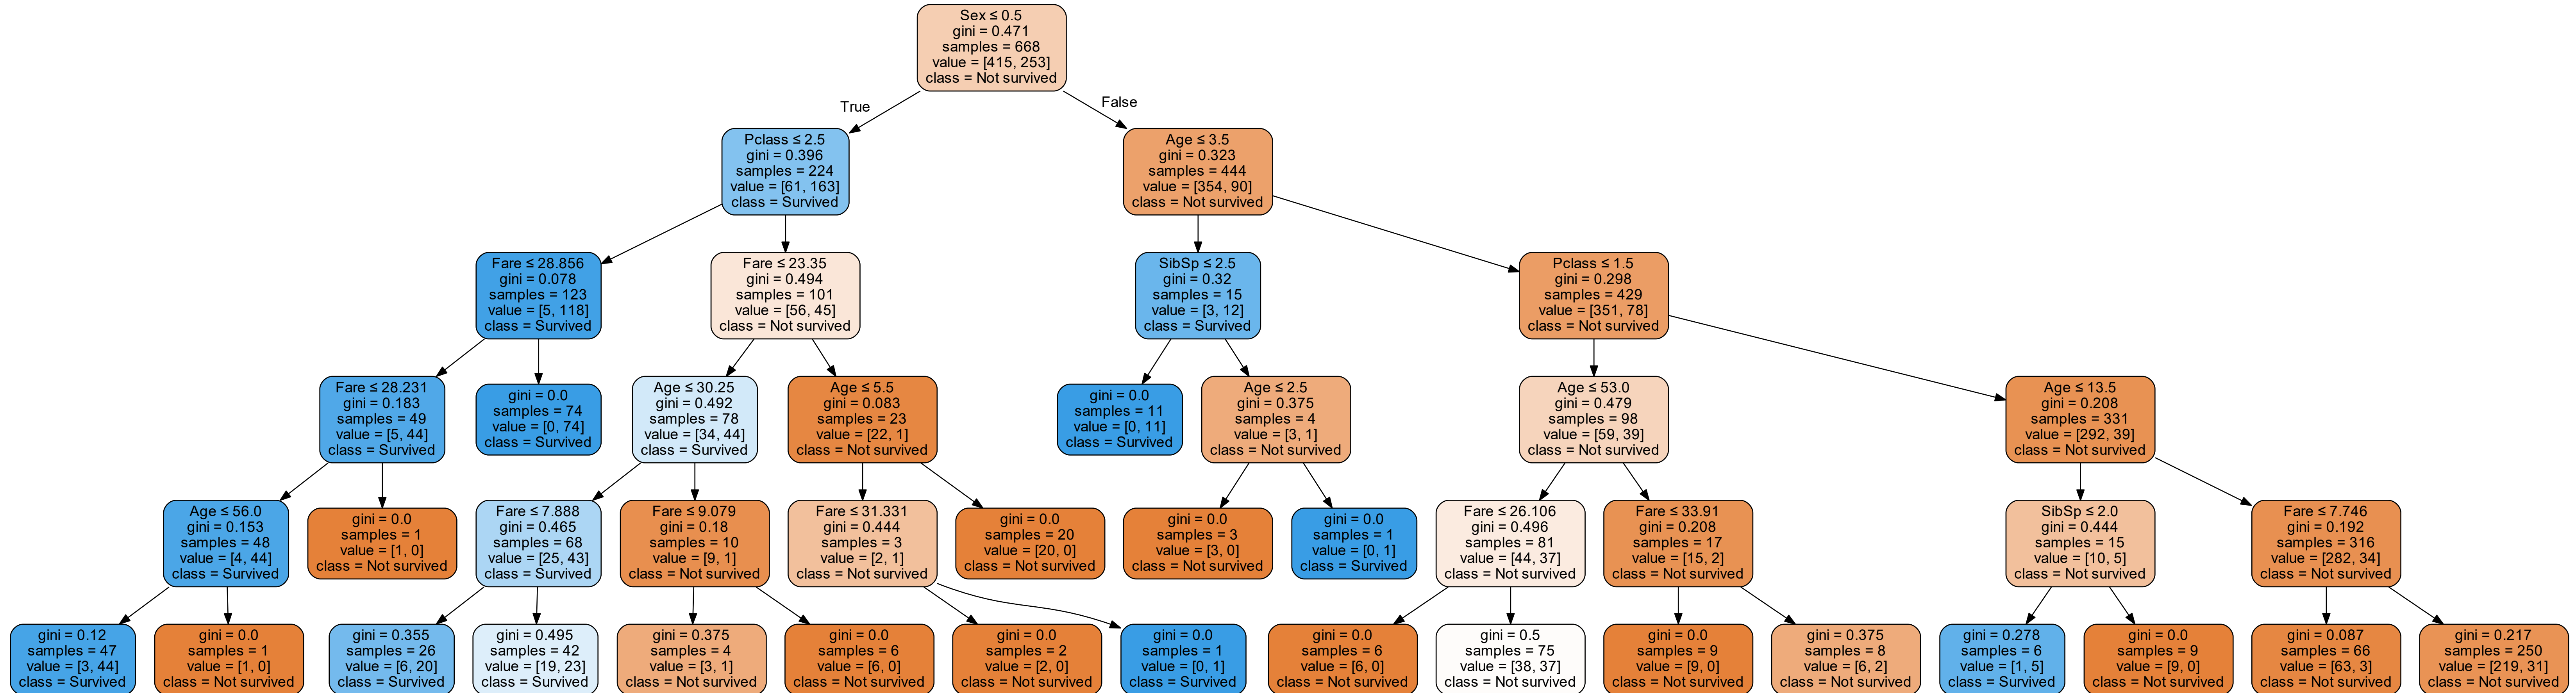 Sex ≤ 0.5
gini = 0.471
samples = 668
value = [415, 253]
class = Not survived
True
False
Pclass ≤ 2.5
gini = 0.396
samples = 224
value = [61, 163]
class = Survived
Age ≤ 3.5
gini = 0.323
samples = 444
value = [354, 90]
class = Not survived
Fare ≤ 28.856
gini = 0.078
samples = 123
value = [5, 118]
class = Survived
Fare ≤ 23.35
gini = 0.494
samples = 101
value = [56, 45]
class = Not survived
SibSp ≤ 2.5
gini = 0.32
samples = 15
value = [3, 12]
class = Survived
Pclass ≤ 1.5
gini = 0.298
samples = 429
value = [351, 78]
class = Not survived
Fare ≤ 28.231
gini = 0.183
samples = 49
value = [5, 44]
class = Survived
gini = 0.0
samples = 74
value = [0, 74]
class = Survived
Age ≤ 30.25
gini = 0.492
samples = 78
value = [34, 44]
class = Survived
Age ≤ 5.5
gini = 0.083
samples = 23
value = [22, 1]
class = Not survived
gini = 0.0
samples = 11
value = [0, 11]
class = Survived
Age ≤ 2.5
gini = 0.375
samples = 4
value = [3, 1]
class = Not survived
Age ≤ 53.0
gini = 0.479
samples = 98
value = [59, 39]
class = Not survived
Age ≤ 13.5
gini = 0.208
samples = 331
value = [292, 39]
class = Not survived
Age ≤ 56.0
gini = 0.153
samples = 48
value = [4, 44]
class = Survived
gini = 0.0
samples = 1
value = [1, 0]
class = Not survived
Fare ≤ 7.888
gini = 0.465
samples = 68
value = [25, 43]
class = Survived
Fare ≤ 9.079
gini = 0.18
samples = 10
value = [9, 1]
class = Not survived
Fare ≤ 31.331
gini = 0.444
samples = 3
value = [2, 1]
class = Not survived
gini = 0.0
samples = 20
value = [20, 0]
class = Not survived
gini = 0.0
samples = 3
value = [3, 0]
class = Not survived
gini = 0.0
samples = 1
value = [0, 1]
class = Survived
Fare ≤ 26.106
gini = 0.496
samples = 81
value = [44, 37]
class = Not survived
Fare ≤ 33.91
gini = 0.208
samples = 17
value = [15, 2]
class = Not survived
SibSp ≤ 2.0
gini = 0.444
samples = 15
value = [10, 5]
class = Not survived
Fare ≤ 7.746
gini = 0.192
samples = 316
value = [282, 34]
class = Not survived
gini = 0.12
samples = 47
value = [3, 44]
class = Survived
gini = 0.0
samples = 1
value = [1, 0]
class = Not survived
gini = 0.355
samples = 26
value = [6, 20]
class = Survived
gini = 0.495
samples = 42
value = [19, 23]
class = Survived
gini = 0.375
samples = 4
value = [3, 1]
class = Not survived
gini = 0.0
samples = 6
value = [6, 0]
class = Not survived
gini = 0.0
samples = 2
value = [2, 0]
class = Not survived
gini = 0.0
samples = 1
value = [0, 1]
class = Survived
gini = 0.0
samples = 6
value = [6, 0]
class = Not survived
gini = 0.5
samples = 75
value = [38, 37]
class = Not survived
gini = 0.0
samples = 9
value = [9, 0]
class = Not survived
gini = 0.375
samples = 8
value = [6, 2]
class = Not survived
gini = 0.278
samples = 6
value = [1, 5]
class = Survived
gini = 0.0
samples = 9
value = [9, 0]
class = Not survived
gini = 0.087
samples = 66
value = [63, 3]
class = Not survived
gini = 0.217
samples = 250
value = [219, 31]
class = Not survived